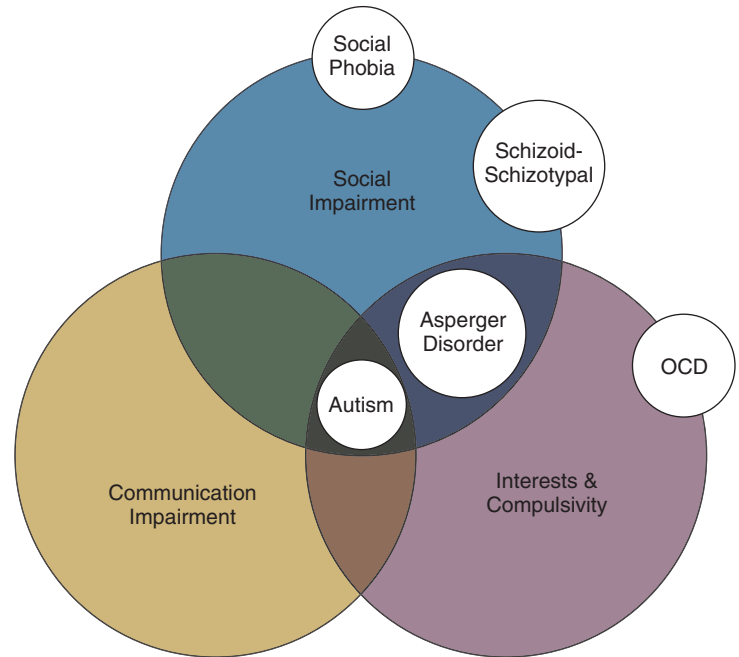 Social
Phobia
Schizoid-
Schizotypal
Social
Impairment
Asperger
Disorder
OCD
Autism
Communication
Impairment
Interests &
Compulsivity